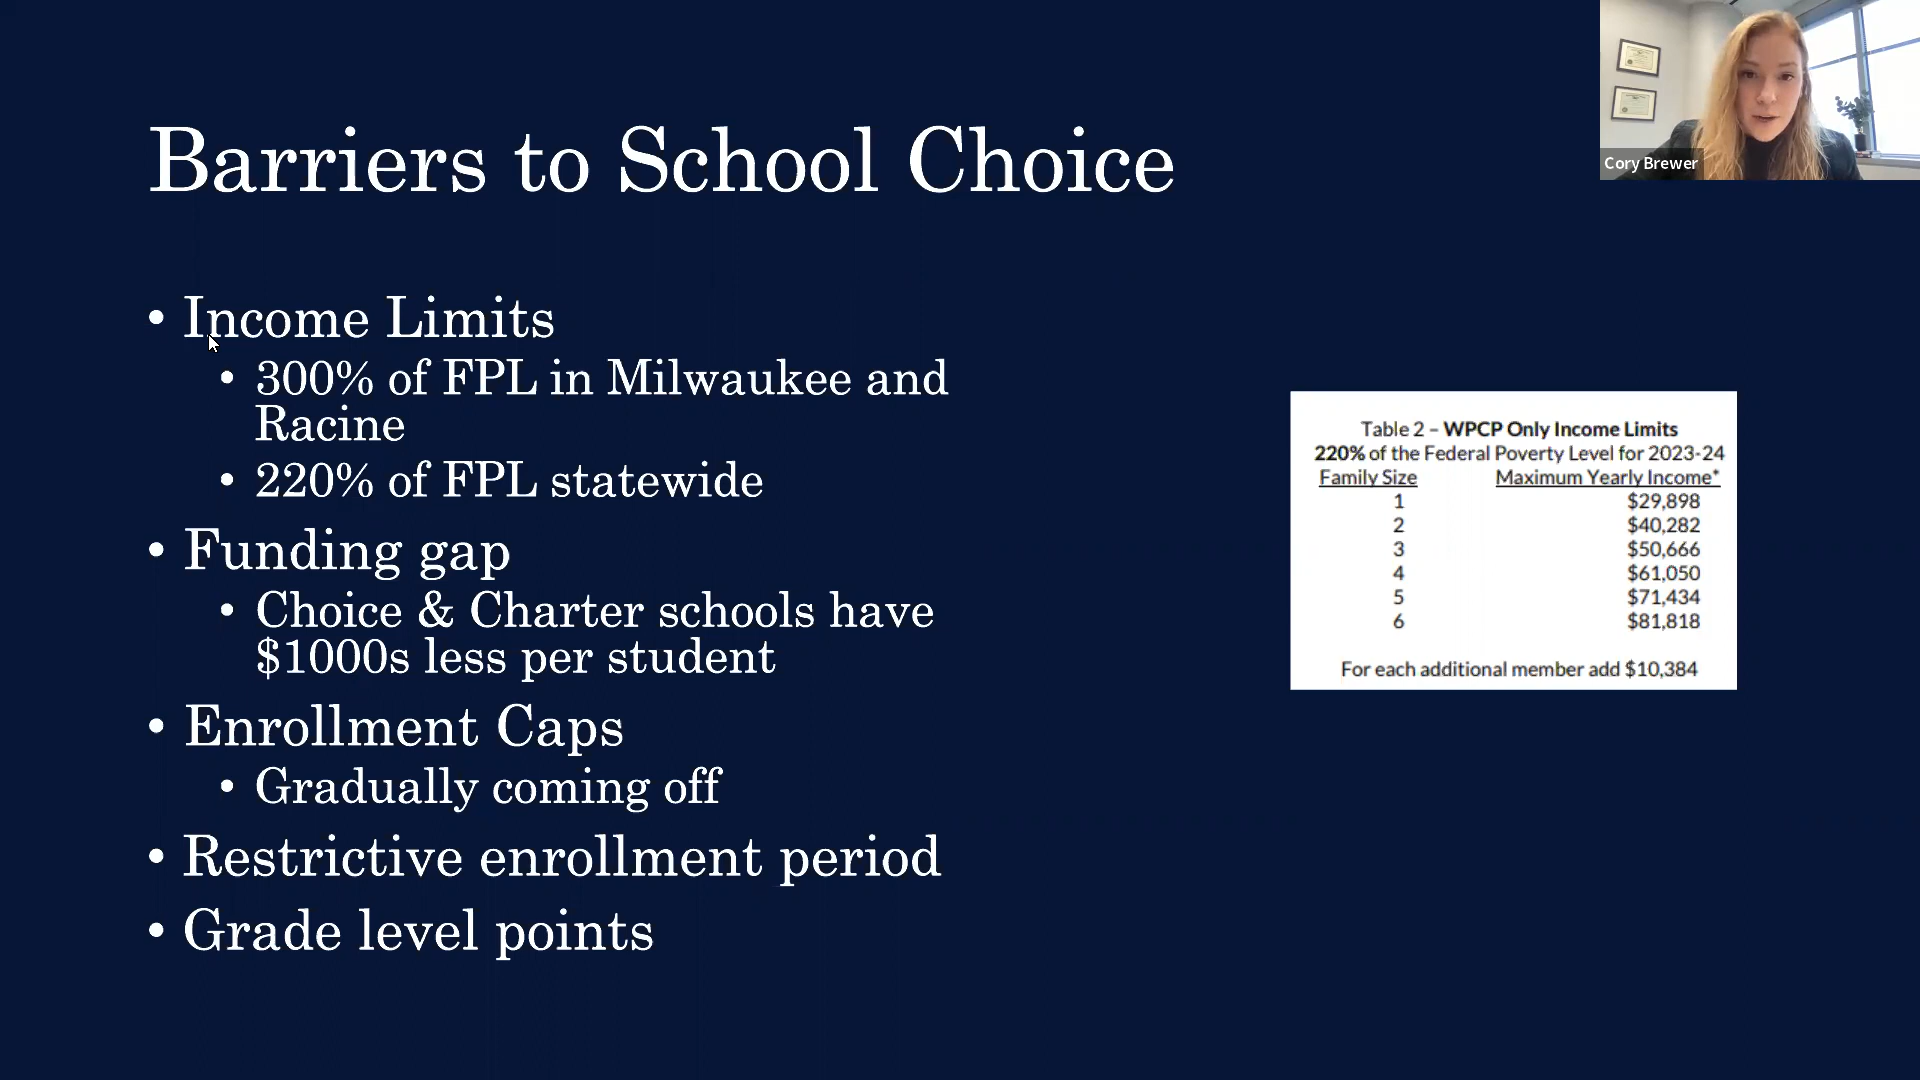 Barriers to School Choice
Cory Brewer
• Income Limits
• 300% of FPL in Milwaukee and
Racine
• 220% of FPL statewide
• Funding gap
• Choice & Charter schools have
$1000s less per student
• Enrollment Caps
• Gradually coming off
• Restrictive enrollment period
• Grade level points
Table 2 – WPCP Only Income Limits
220% of the Federal Poverty Level for 2023-24
Family Size Maximum Yearly Income*
1 $29,898
2 $40,282
3 $50,666
4 $61,050
5 $71,434
6 $81,818
For each additional member add $10,384